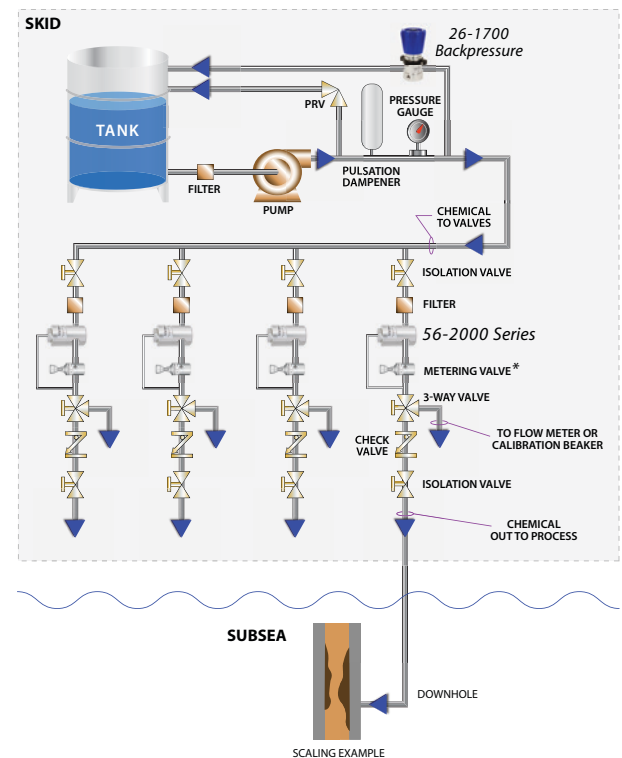 SKID
26-1700
Backpressure
PRV
PRESSURE
GAUGE
TANK
FILTER
PUMP
PULSATION
DAMPENER
CHEMICAL
TO VALVES
ISOLATION VALVE
FILTER
56-2000 Series
METERING VALVE*
3-WAY VALVE
CHECK
VALVE
TO FLOW METER OR
CALIBRATION BEAKER
ISOLATION VALVE
CHEMICAL
OUT TO PROCESS
SUBSEA
DOWNHOLE
SCALING EXAMPLE